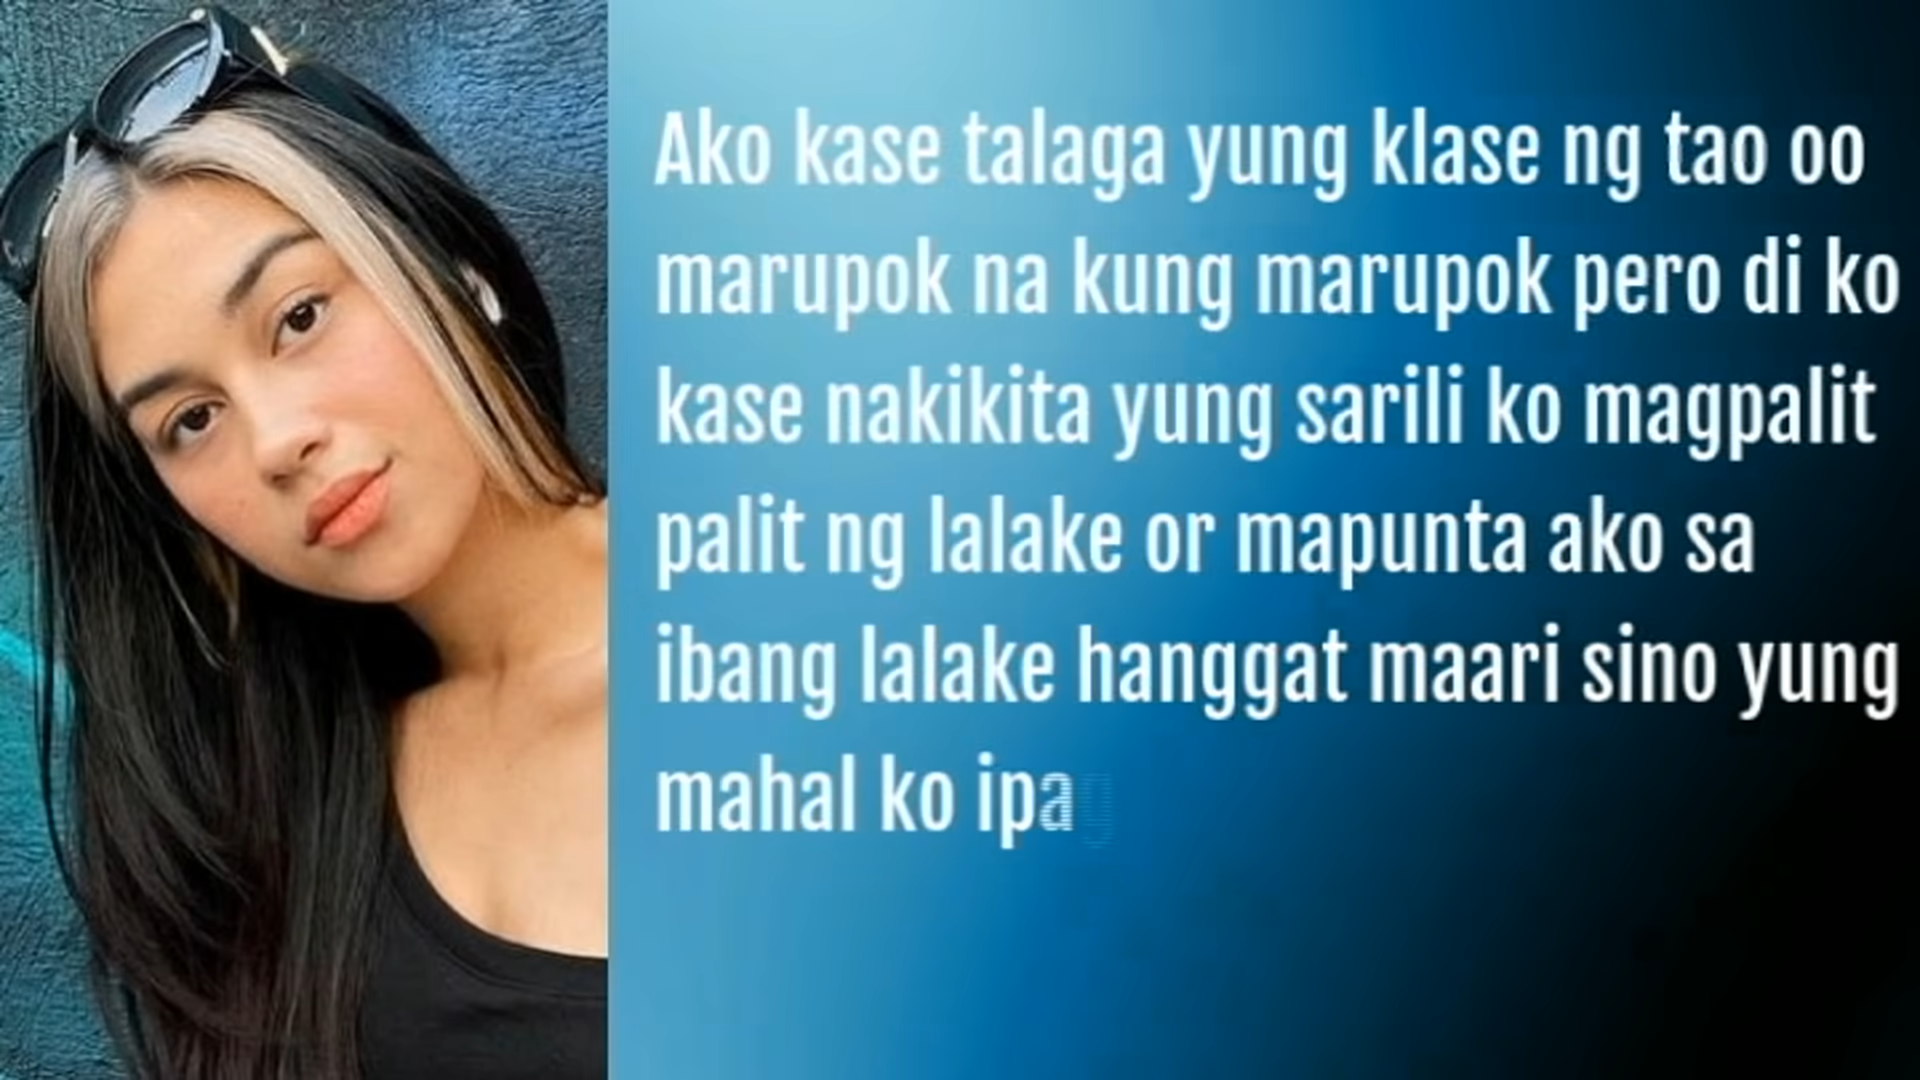 Ako kase talaga yung klase ng tao oo
marupok na kung marupok pero di ko
kase nakikita yung sarili ko magpalit
palit ng lalake or mapunta ako sa
ibang lalake hanggat maari sino yung
mahal ko ipag